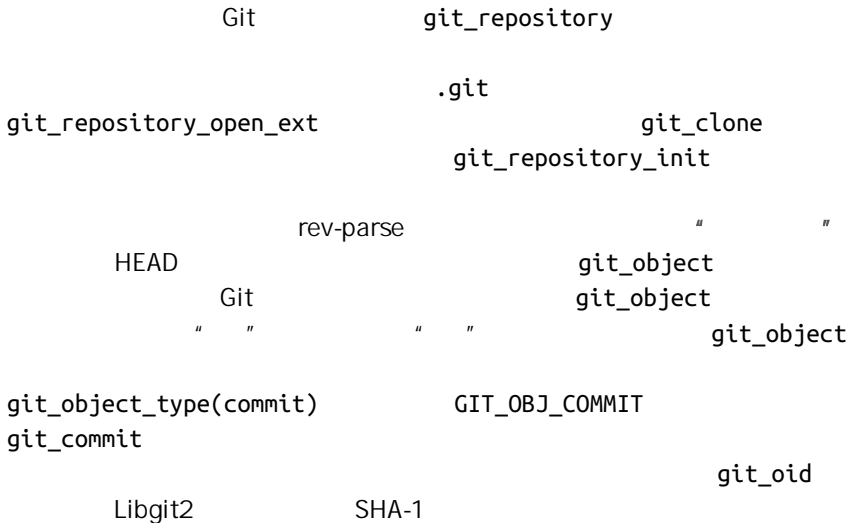 Git git_repository
.git
git_repository_open_ext git_clone
git_repository_init
rev-parse “ ”
HEAD git_object
Git git_object
“ ” “ ” git_object
git_object_type(commit) GIT_OBJ_COMMIT
git_commit
git_oid
Libgit2 SHA-1